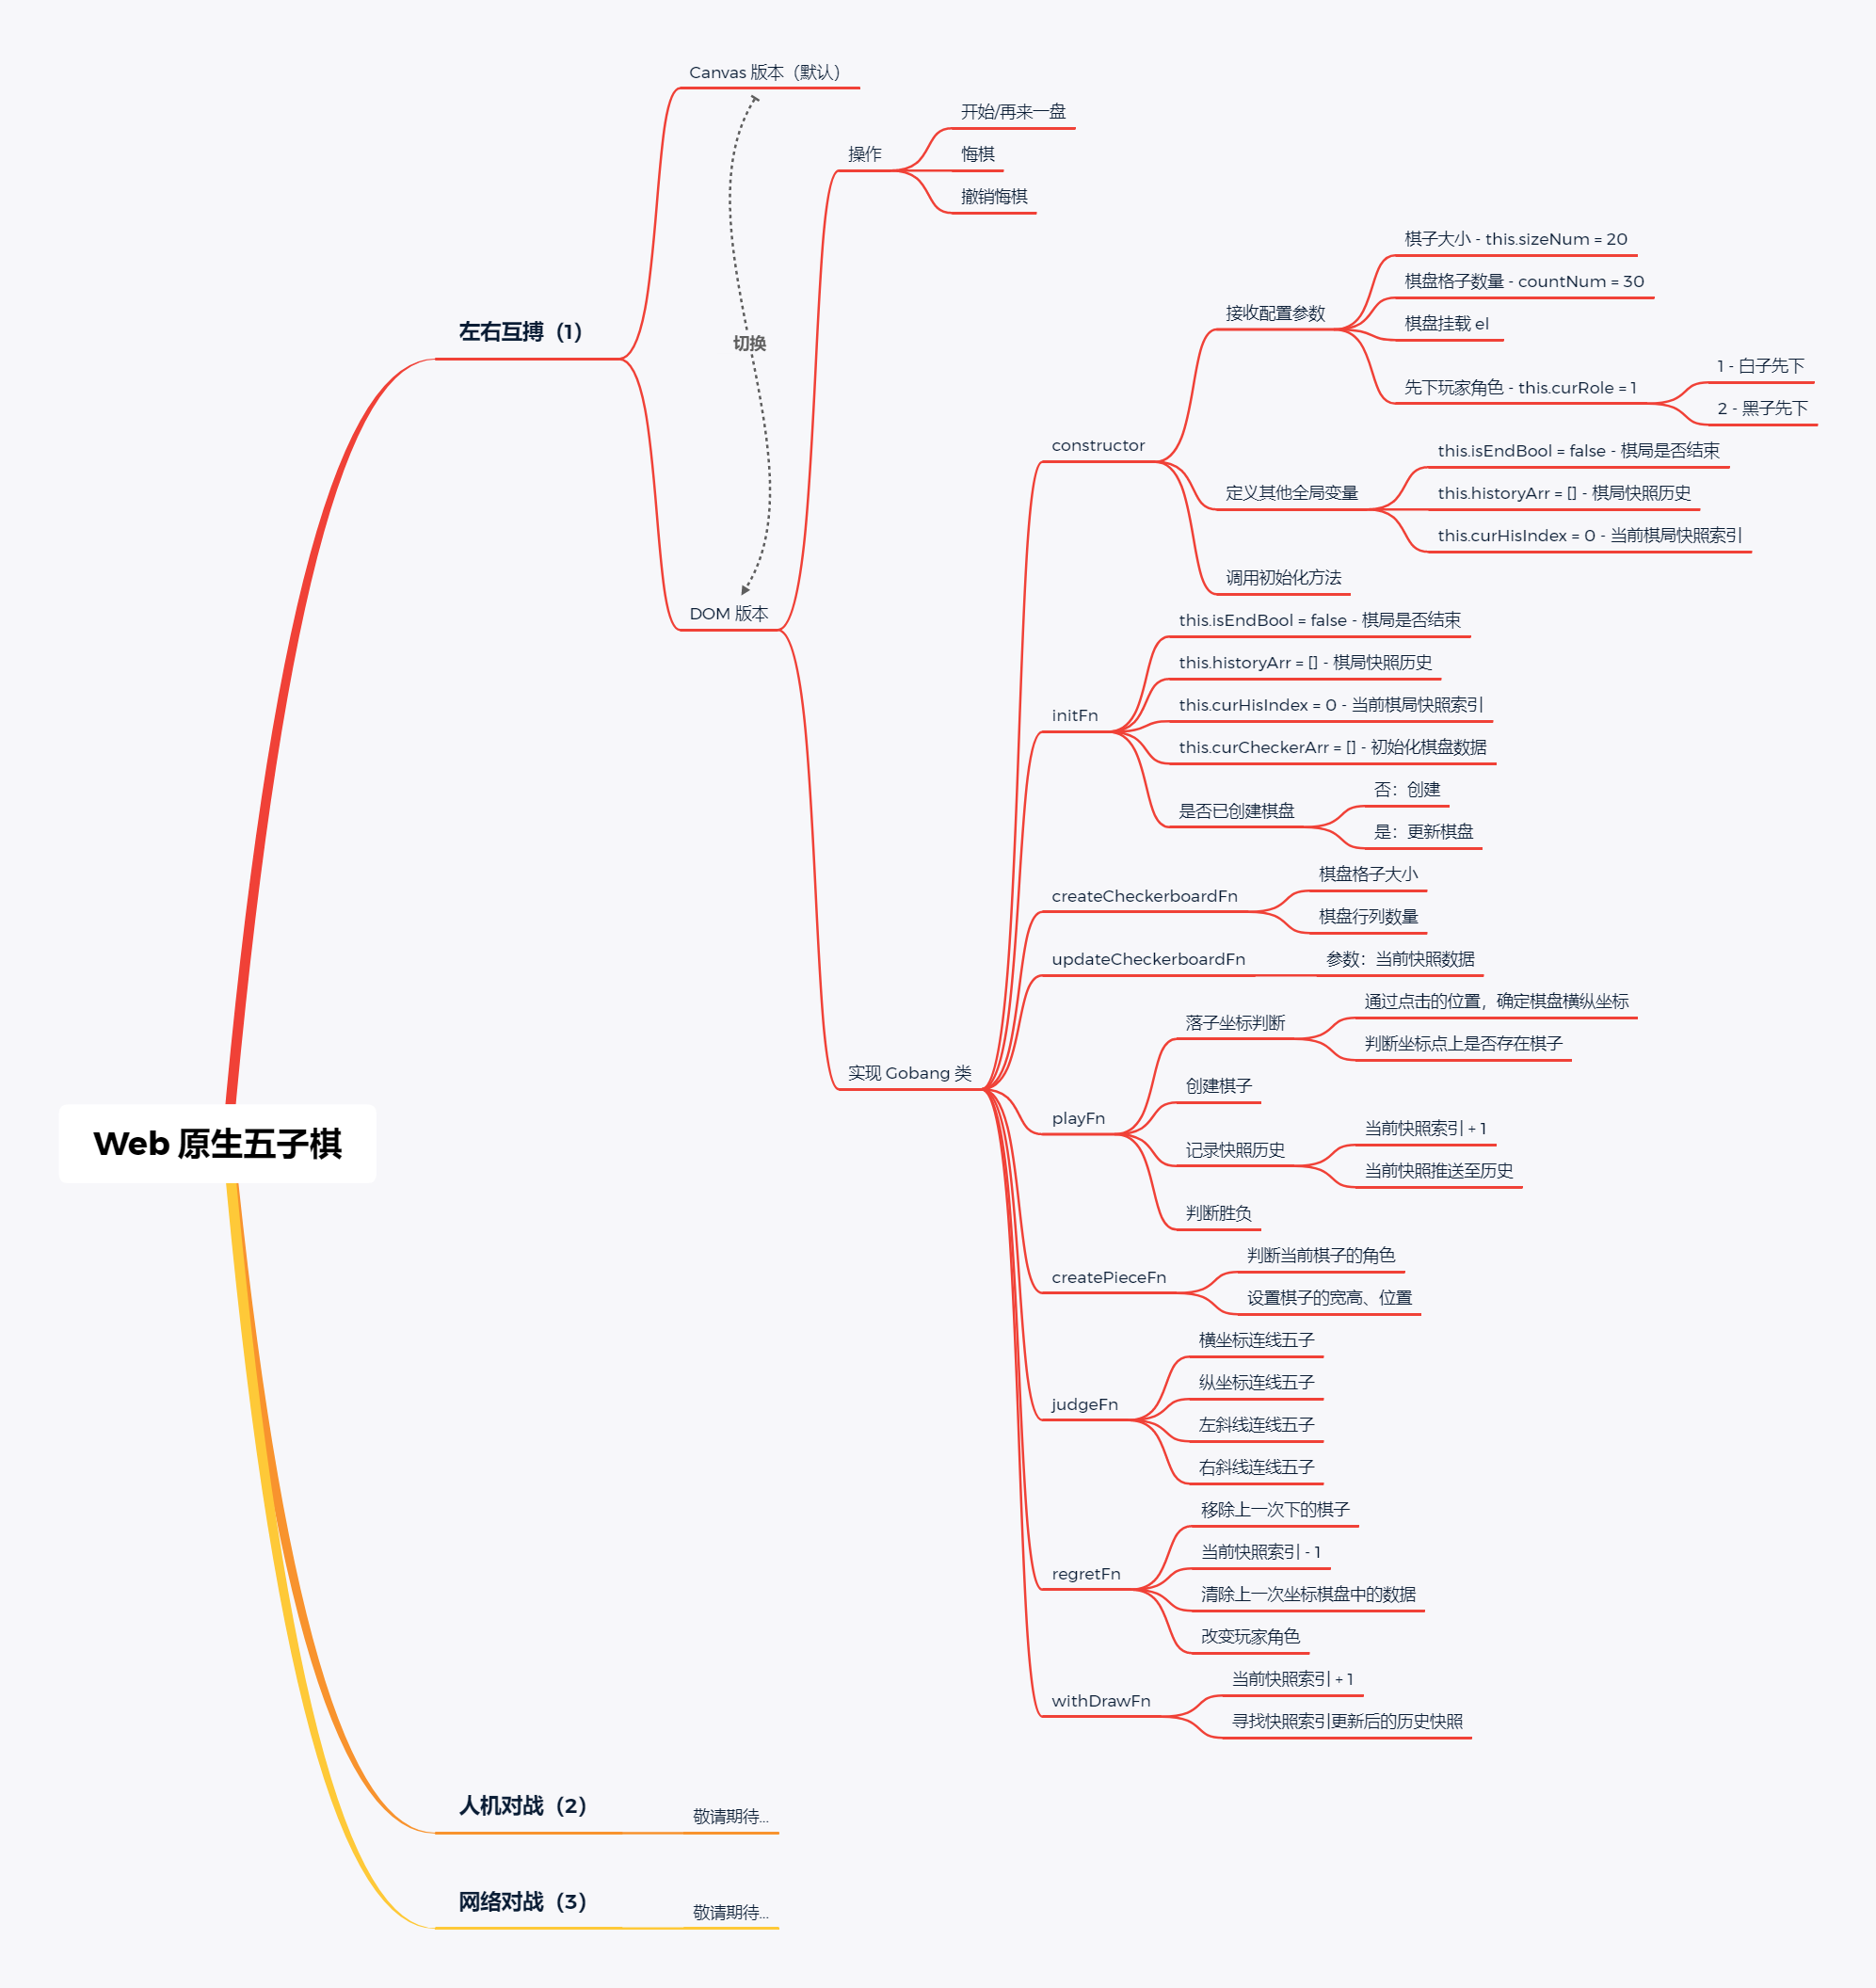 Web 原生五子棋
左右互搏（1）
Canvas 版本（默认）
切换
DOM 版本
操作
开始/再来一盘
悔棋
撤销悔棋
实现 Gobang 类
constructor
接收配置参数
棋子大小 - this.sizeNum = 20
棋盘格子数量 - countNum = 30
棋盘挂载 el
先下玩家角色 - this.curRole = 1
1 - 白子先下
2 - 黑子先下
定义其他全局变量
this.isEndBool = false - 棋局是否结束
this.historyArr = [] - 棋局快照历史
this.curHisIndex = 0 - 当前棋局快照索引
调用初始化方法
initFn
this.isEndBool = false - 棋局是否结束
this.historyArr = [] - 棋局快照历史
this.curHisIndex = 0 - 当前棋局快照索引
this.curCheckerArr = [] - 初始化棋盘数据
是否已创建棋盘
否：创建
是：更新棋盘
createCheckerboardFn
棋盘格子大小
棋盘行列数量
updateCheckerboardFn
参数：当前快照数据
playFn
落子坐标判断
通过点击的位置，确定棋盘横纵坐标
判断坐标点上是否存在棋子
创建棋子
记录快照历史
当前快照索引 + 1
当前快照推送至历史
判断胜负
createPieceFn
判断当前棋子的角色
设置棋子的宽高、位置
judgeFn
横坐标连线五子
纵坐标连线五子
左斜线连线五子
右斜线连线五子
regretFn
移除上一次下的棋子
当前快照索引 - 1
清除上一次坐标棋盘中的数据
改变玩家角色
withDrawFn
当前快照索引 + 1
寻找快照索引更新后的历史快照
人机对战（2）
敬请期待...
网络对战（3）
敬请期待...